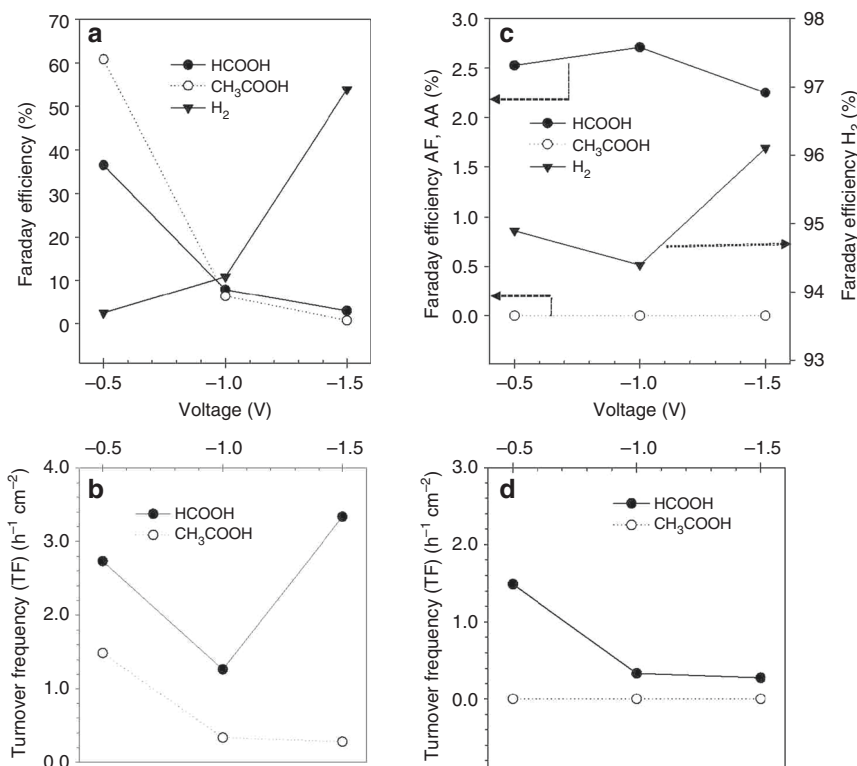 a
Faraday efficiency (%)
70
60
50
40
30
20
10
0
HCOOH
CH₃COOH
H₂
−0.5
−1.0
−1.5
Voltage (V)
c
Faraday efficiency AF, AA (%)
3.0
2.5
2.0
1.5
1.0
0.5
0.0
HCOOH
CH₃COOH
H₂
98
97
96
95
94
93
Faraday efficiency H₂ (%)
−0.5
−1.0
−1.5
Voltage (V)
−0.5
−1.0
−1.5
b
Turnover frequency (TF) (h⁻¹ cm⁻²)
4.0
3.0
2.0
1.0
0.0
HCOOH
CH₃COOH
−0.5
−1.0
−1.5
d
Turnover frequency (TF) (h⁻¹ cm⁻²)
3.0
2.0
1.0
0.0
HCOOH
CH₃COOH